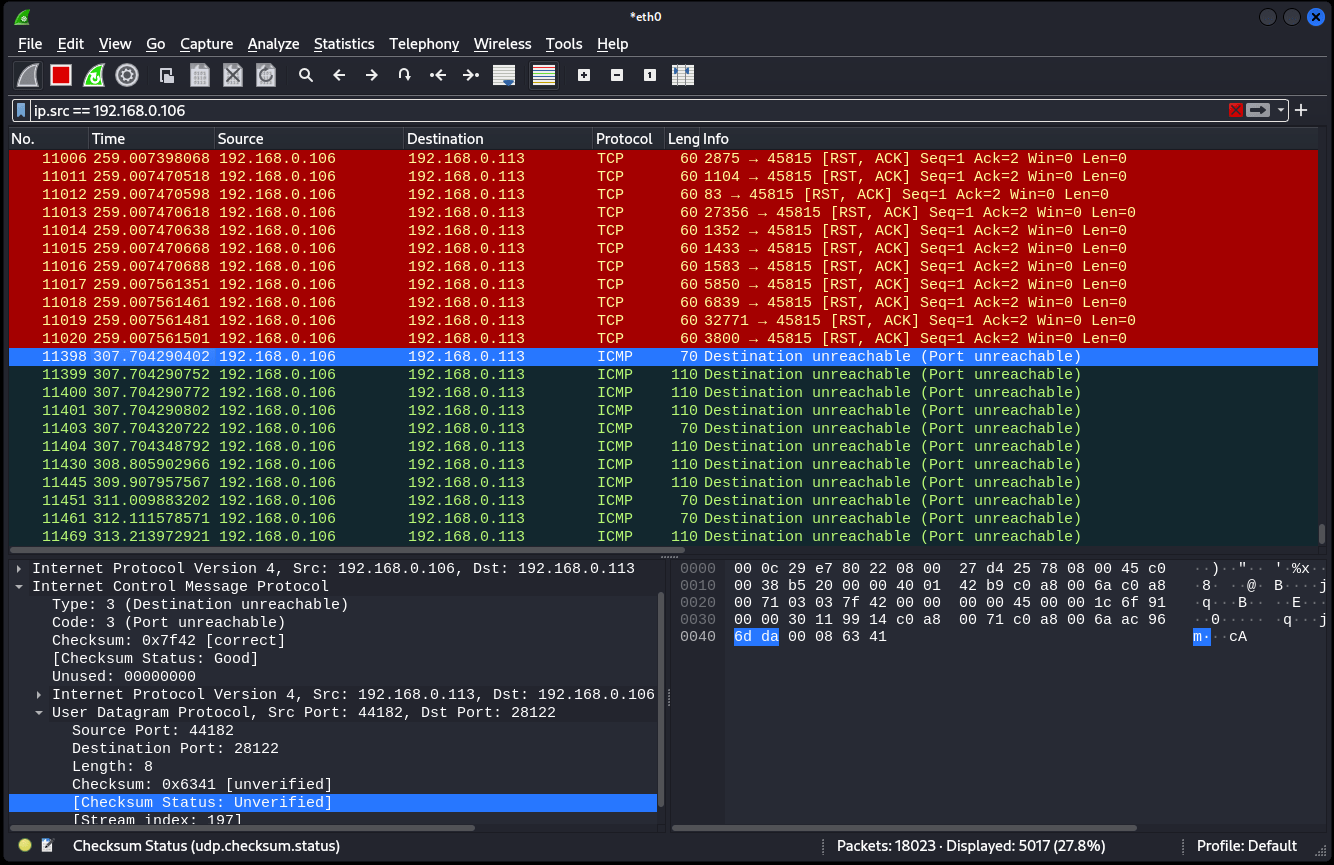 *eth0
File Edit View Go Capture Analyze Statistics Telephony Wireless Tools Help
ip.src == 192.168.0.106
No. Time Source Destination Protocol Leng Info
11006 259.007398068 192.168.0.106 192.168.0.113 TCP 60 2875 → 45815 [RST, ACK] Seq=1 Ack=2 Win=0 Len=0
11011 259.007470518 192.168.0.106 192.168.0.113 TCP 60 1104 → 45815 [RST, ACK] Seq=1 Ack=2 Win=0 Len=0
11012 259.007470598 192.168.0.106 192.168.0.113 TCP 60 83 → 45815 [RST, ACK] Seq=1 Ack=2 Win=0 Len=0
11013 259.007470618 192.168.0.106 192.168.0.113 TCP 60 27356 → 45815 [RST, ACK] Seq=1 Ack=2 Win=0 Len=0
11014 259.007470638 192.168.0.106 192.168.0.113 TCP 60 1352 → 45815 [RST, ACK] Seq=1 Ack=2 Win=0 Len=0
11015 259.007470668 192.168.0.106 192.168.0.113 TCP 60 1433 → 45815 [RST, ACK] Seq=1 Ack=2 Win=0 Len=0
11016 259.007470688 192.168.0.106 192.168.0.113 TCP 60 1583 → 45815 [RST, ACK] Seq=1 Ack=2 Win=0 Len=0
11017 259.007561351 192.168.0.106 192.168.0.113 TCP 60 5850 → 45815 [RST, ACK] Seq=1 Ack=2 Win=0 Len=0
11018 259.007561461 192.168.0.106 192.168.0.113 TCP 60 6839 → 45815 [RST, ACK] Seq=1 Ack=2 Win=0 Len=0
11019 259.007561481 192.168.0.106 192.168.0.113 TCP 60 32771 → 45815 [RST, ACK] Seq=1 Ack=2 Win=0 Len=0
11020 259.007561501 192.168.0.106 192.168.0.113 TCP 60 3800 → 45815 [RST, ACK] Seq=1 Ack=2 Win=0 Len=0
11398 307.704290402 192.168.0.106 192.168.0.113 ICMP 70 Destination unreachable (Port unreachable)
11399 307.704290752 192.168.0.106 192.168.0.113 ICMP 110 Destination unreachable (Port unreachable)
11400 307.704290772 192.168.0.106 192.168.0.113 ICMP 110 Destination unreachable (Port unreachable)
11401 307.704290802 192.168.0.106 192.168.0.113 ICMP 110 Destination unreachable (Port unreachable)
11403 307.704320722 192.168.0.106 192.168.0.113 ICMP 70 Destination unreachable (Port unreachable)
11404 307.704348792 192.168.0.106 192.168.0.113 ICMP 110 Destination unreachable (Port unreachable)
11430 308.805902966 192.168.0.106 192.168.0.113 ICMP 110 Destination unreachable (Port unreachable)
11445 309.907957567 192.168.0.106 192.168.0.113 ICMP 110 Destination unreachable (Port unreachable)
11451 311.009883202 192.168.0.106 192.168.0.113 ICMP 70 Destination unreachable (Port unreachable)
11461 312.111578571 192.168.0.106 192.168.0.113 ICMP 70 Destination unreachable (Port unreachable)
11469 313.213972921 192.168.0.106 192.168.0.113 ICMP 110 Destination unreachable (Port unreachable)
Internet Protocol Version 4, Src: 192.168.0.106, Dst: 192.168.0.113
Internet Control Message Protocol
Type: 3 (Destination unreachable)
Code: 3 (Port unreachable)
Checksum: 0x7f42 [correct]
[Checksum Status: Good]
Unused: 00000000
Internet Protocol Version 4, Src: 192.168.0.113, Dst: 192.168.0.106
User Datagram Protocol, Src Port: 44182, Dst Port: 28122
Source Port: 44182
Destination Port: 28122
Length: 8
Checksum: 0x6341 [unverified]
[Checksum Status: Unverified]
[Stream index: 197]
0000 00 0c 29 e7 80 22 08 00 27 d4 25 78 08 00 45 c0 ··)··"·· '·%x··
0010 00 38 b5 20 00 00 40 01 42 b9 c0 a8 00 6a c0 a8 ·8· ··@· B····j
0020 00 71 03 03 7f 42 00 00 00 00 45 00 00 1c 6f 91 ·q···B·· ··E···
0030 00 00 30 11 99 14 c0 a8 00 71 c0 a8 00 6a ac 96 ··0····· ·q···j
0040 6d da 00 08 63 41 m···cA
Checksum Status (udp.checksum.status)
Packets: 18023 · Displayed: 5017 (27.8%)
Profile: Default